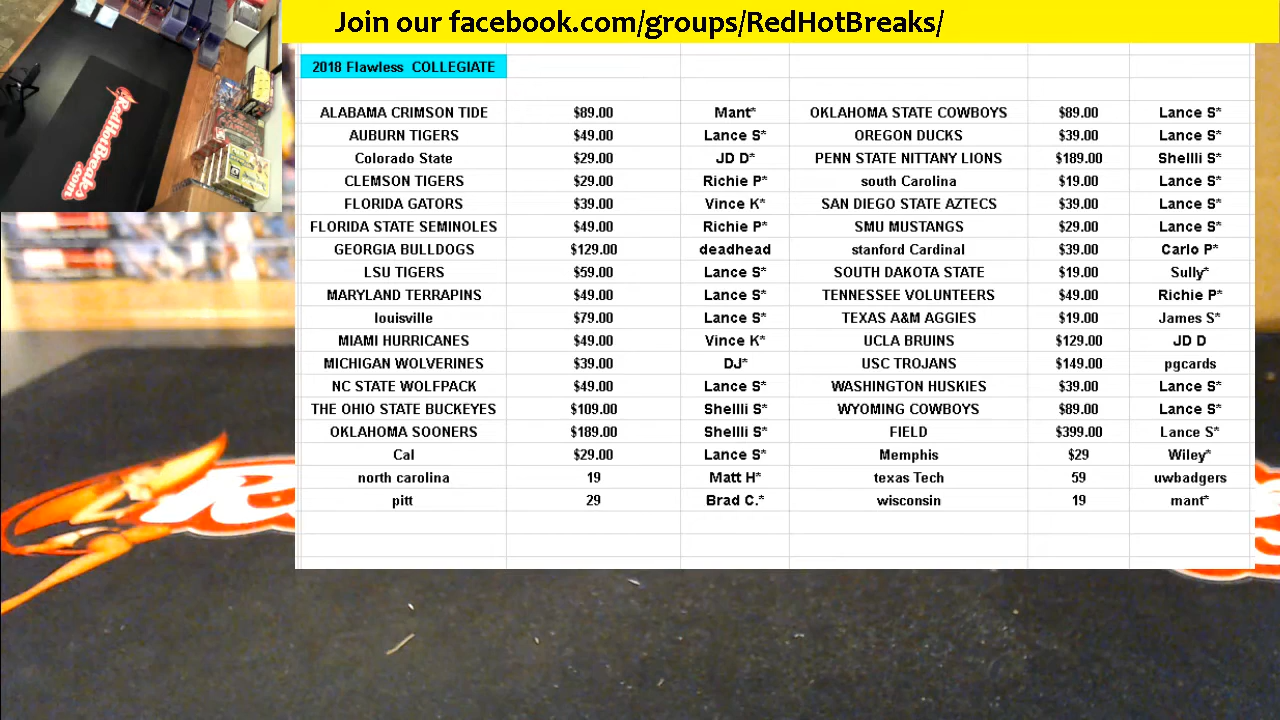 Join our facebook.com/groups/RedHotBreaks/
RedHotBreaks
.com
2018 Flawless COLLEGIATE
ALABAMA CRIMSON TIDE $89.00 Mant* OKLAHOMA STATE COWBOYS $89.00 Lance S*
AUBURN TIGERS $49.00 Lance S* OREGON DUCKS $39.00 Lance S*
Colorado State $29.00 JD D* PENN STATE NITTANY LIONS $189.00 Shellli S*
CLEMSON TIGERS $29.00 Richie P* south Carolina $19.00 Lance S*
FLORIDA GATORS $39.00 Vince K* SAN DIEGO STATE AZTECS $39.00 Lance S*
FLORIDA STATE SEMINOLES $49.00 Richie P* SMU MUSTANGS $29.00 Lance S*
GEORGIA BULLDOGS $129.00 deadhead stanford Cardinal $39.00 Carlo P*
LSU TIGERS $59.00 Lance S* SOUTH DAKOTA STATE $19.00 Sully*
MARYLAND TERRAPINS $49.00 Lance S* TENNESSEE VOLUNTEERS $49.00 Richie P*
louisville $79.00 Lance S* TEXAS A&M AGGIES $19.00 James S*
MIAMI HURRICANES $49.00 Vince K* UCLA BRUINS $129.00 JD D
MICHIGAN WOLVERINES $39.00 DJ* USC TROJANS $149.00 pgcards
NC STATE WOLFPACK $49.00 Lance S* WASHINGTON HUSKIES $39.00 Lance S*
THE OHIO STATE BUCKEYES $109.00 Shellli S* WYOMING COWBOYS $89.00 Lance S*
OKLAHOMA SOONERS $189.00 Shellli S* FIELD $399.00 Lance S*
Cal $29.00 Lance S* Memphis $29 Wiley*
north carolina 19 Matt H* texas Tech 59 uwbadgers
pitt 29 Brad C.* wisconsin 19 mant*